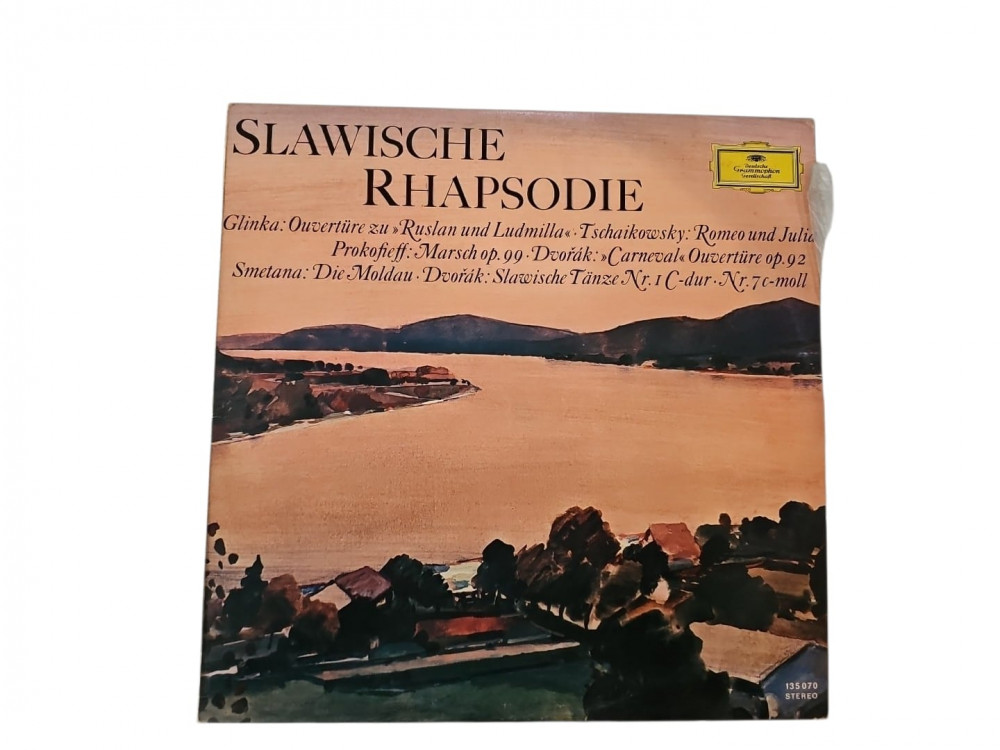 SLAWISCHE
RHAPSODIE
Deutsche
Grammophon
Gesellschaft
Glinka: Ouvertüre zu »Ruslan und Ludmilla« · Tschaikowsky: Romeo und Julia
Prokofieff: Marsch op. 99 · Dvořák: »Carneval« Ouvertüre op. 92
Smetana: Die Moldau · Dvořák: Slawische Tänze Nr. 1 C-dur · Nr. 7 c-moll
135 070
STEREO